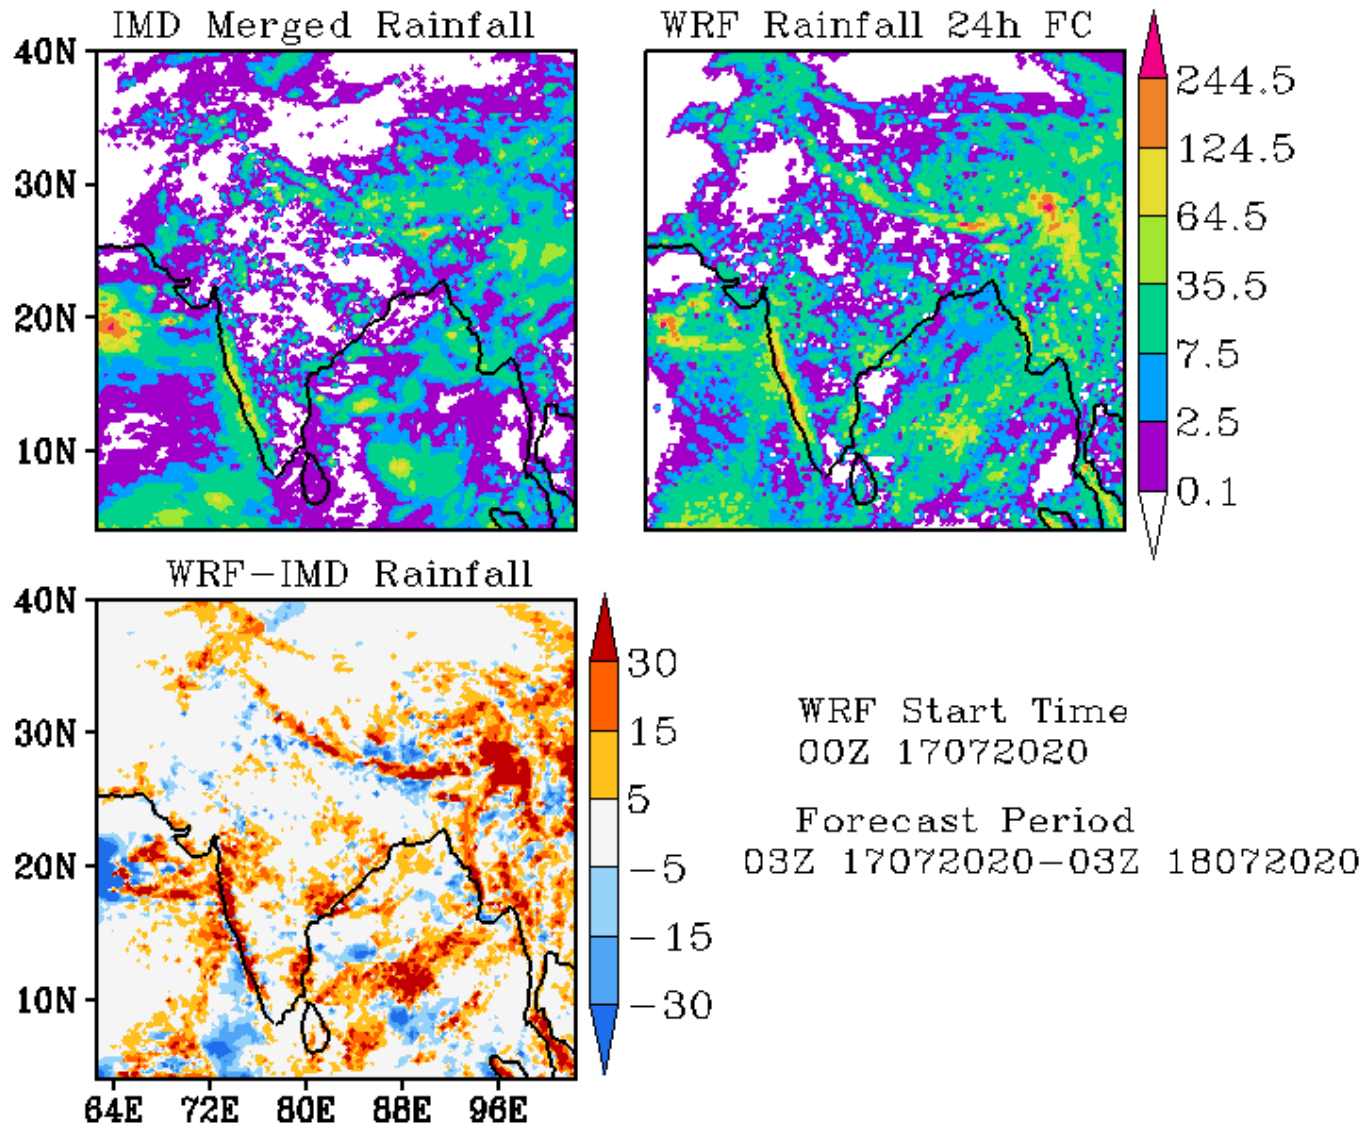 IMD Merged Rainfall
WRF Rainfall 24h FC
40N
30N
20N
10N
244.5
124.5
64.5
35.5
7.5
2.5
0.1
WRF-IMD Rainfall
40N
30N
20N
10N
64E 72E 80E 88E 96E
30
15
5
-5
-15
-30
WRF Start Time
00Z 17072020
Forecast Period
03Z 17072020-03Z 18072020